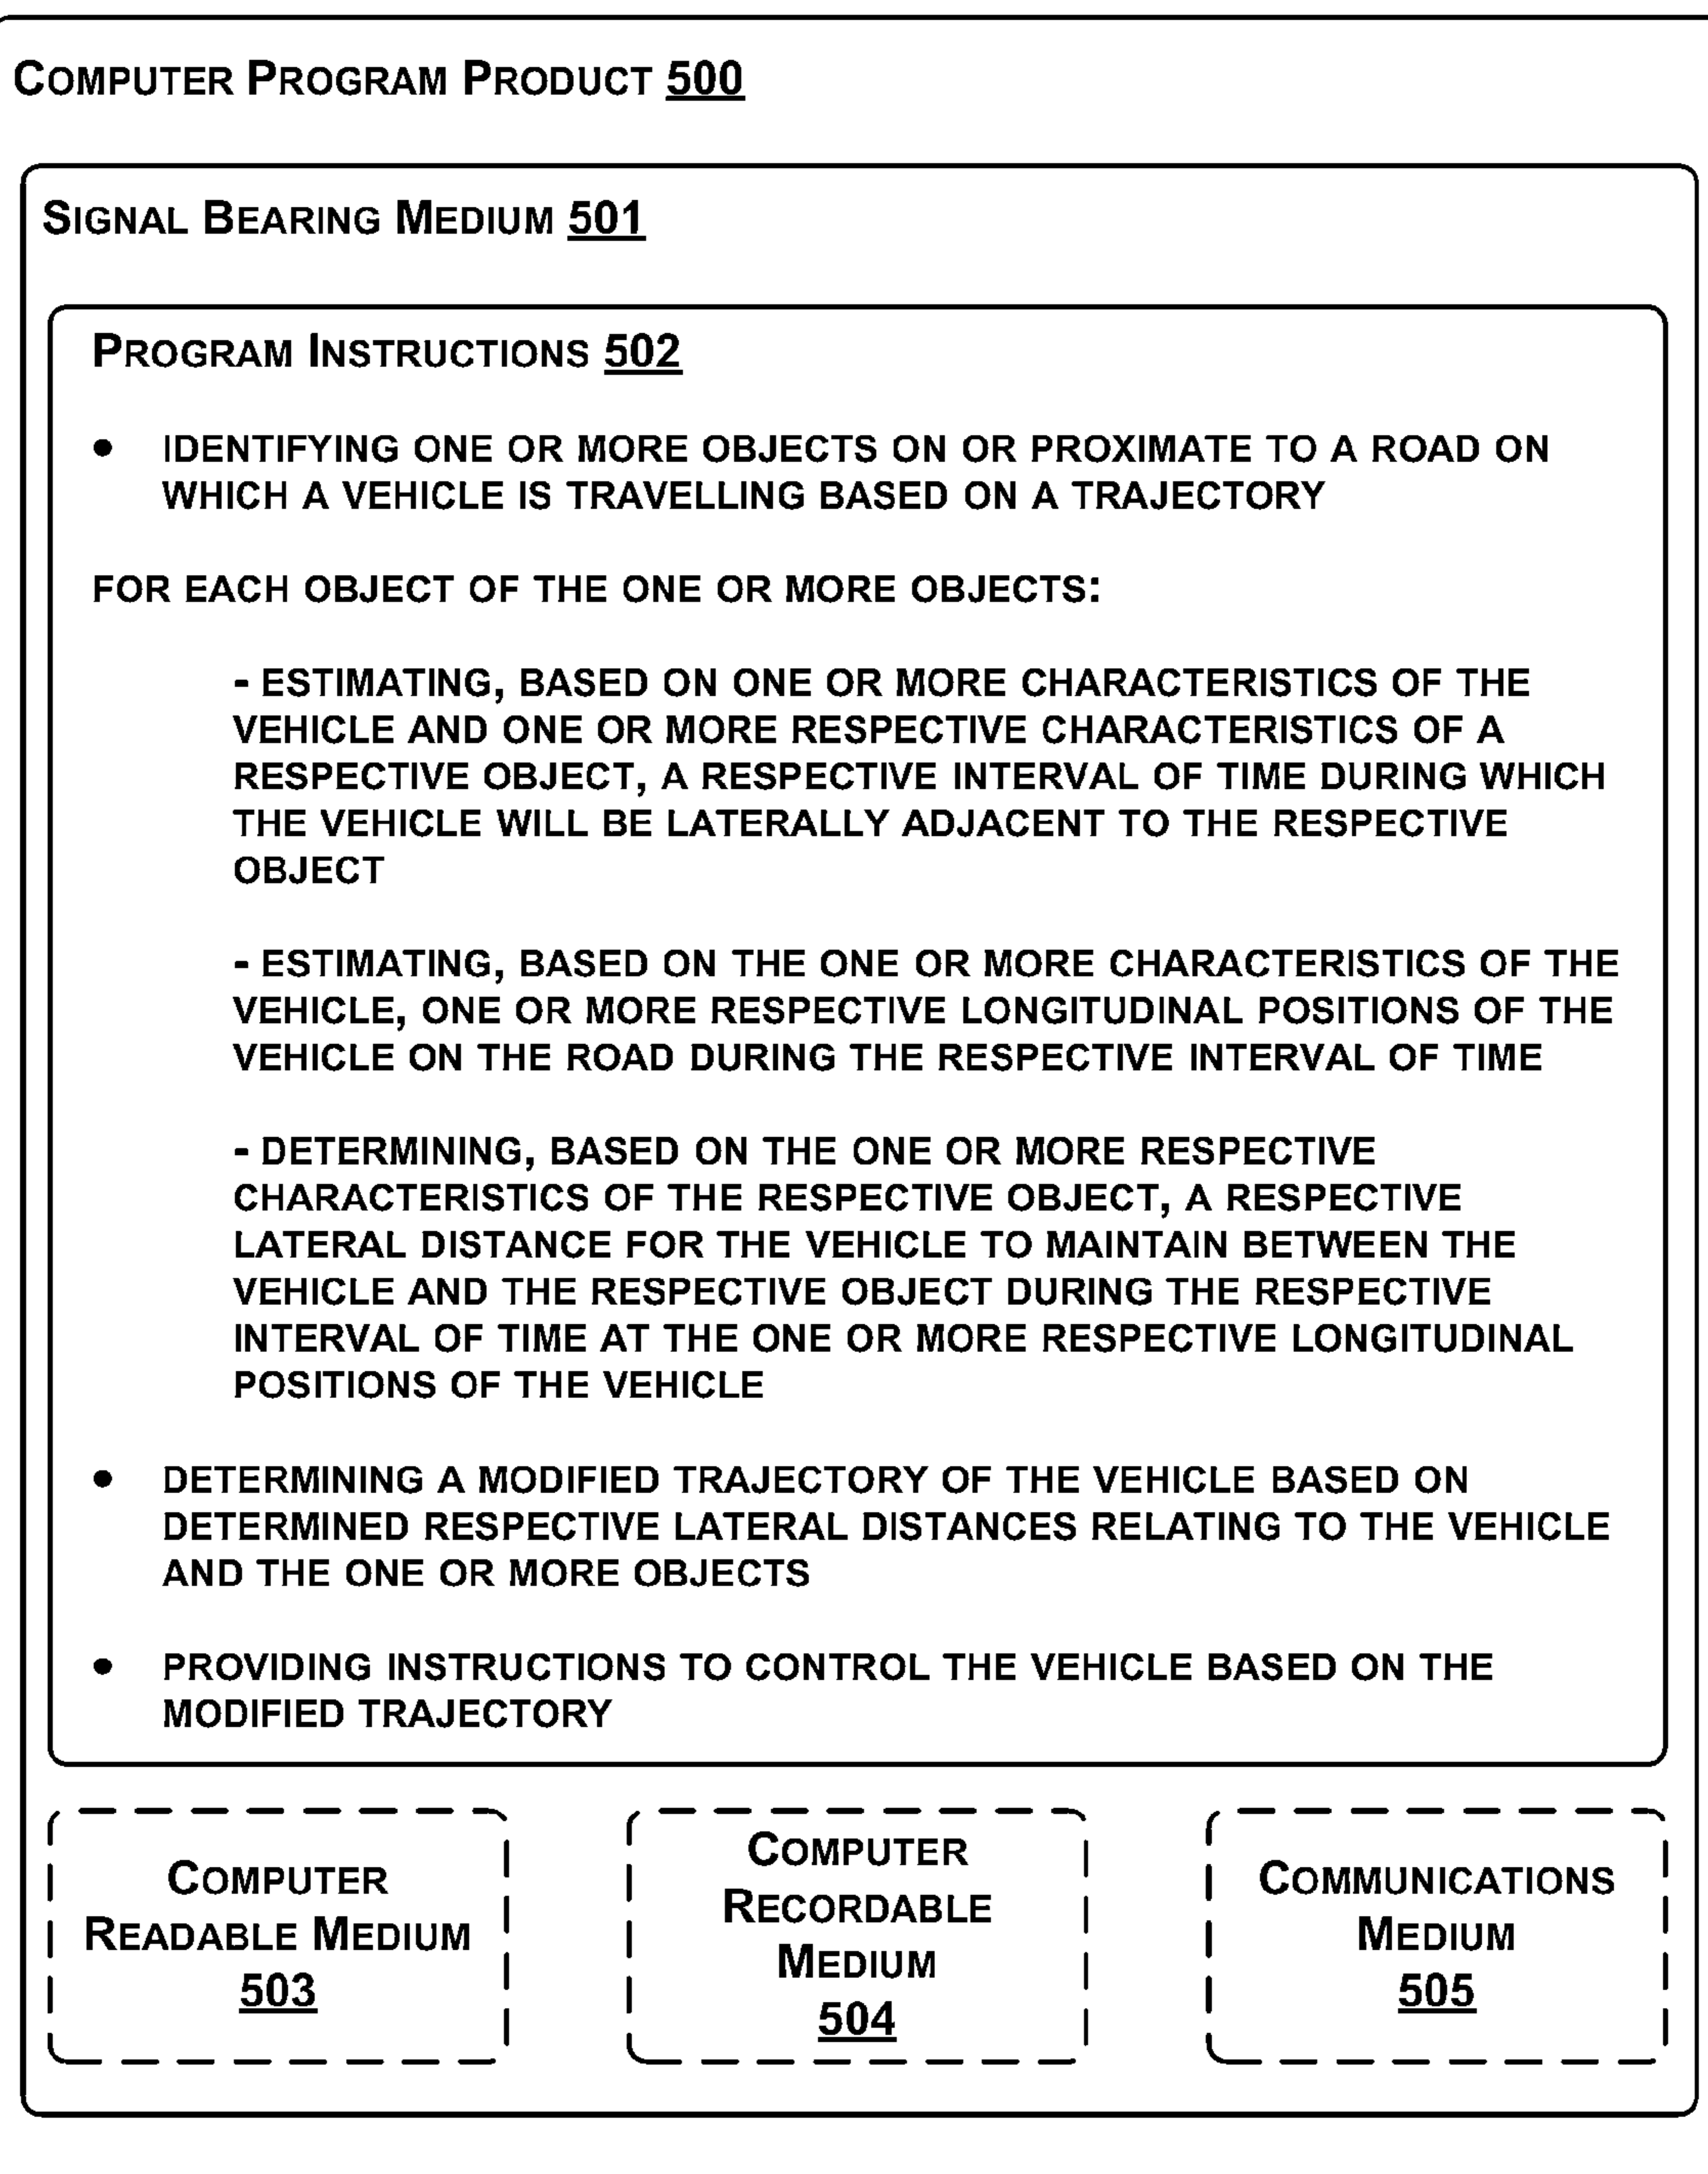 COMPUTER PROGRAM PRODUCT 500
SIGNAL BEARING MEDIUM 501
PROGRAM INSTRUCTIONS 502
• IDENTIFYING ONE OR MORE OBJECTS ON OR PROXIMATE TO A ROAD ON
WHICH A VEHICLE IS TRAVELLING BASED ON A TRAJECTORY
FOR EACH OBJECT OF THE ONE OR MORE OBJECTS:
- ESTIMATING, BASED ON ONE OR MORE CHARACTERISTICS OF THE
VEHICLE AND ONE OR MORE RESPECTIVE CHARACTERISTICS OF A
RESPECTIVE OBJECT, A RESPECTIVE INTERVAL OF TIME DURING WHICH
THE VEHICLE WILL BE LATERALLY ADJACENT TO THE RESPECTIVE
OBJECT
- ESTIMATING, BASED ON THE ONE OR MORE CHARACTERISTICS OF THE
VEHICLE, ONE OR MORE RESPECTIVE LONGITUDINAL POSITIONS OF THE
VEHICLE ON THE ROAD DURING THE RESPECTIVE INTERVAL OF TIME
- DETERMINING, BASED ON THE ONE OR MORE RESPECTIVE
CHARACTERISTICS OF THE RESPECTIVE OBJECT, A RESPECTIVE
LATERAL DISTANCE FOR THE VEHICLE TO MAINTAIN BETWEEN THE
VEHICLE AND THE RESPECTIVE OBJECT DURING THE RESPECTIVE
INTERVAL OF TIME AT THE ONE OR MORE RESPECTIVE LONGITUDINAL
POSITIONS OF THE VEHICLE
• DETERMINING A MODIFIED TRAJECTORY OF THE VEHICLE BASED ON
DETERMINED RESPECTIVE LATERAL DISTANCES RELATING TO THE VEHICLE
AND THE ONE OR MORE OBJECTS
• PROVIDING INSTRUCTIONS TO CONTROL THE VEHICLE BASED ON THE
MODIFIED TRAJECTORY
COMPUTER
READABLE MEDIUM
503
COMPUTER
RECORDABLE
MEDIUM
504
COMMUNICATIONS
MEDIUM
505